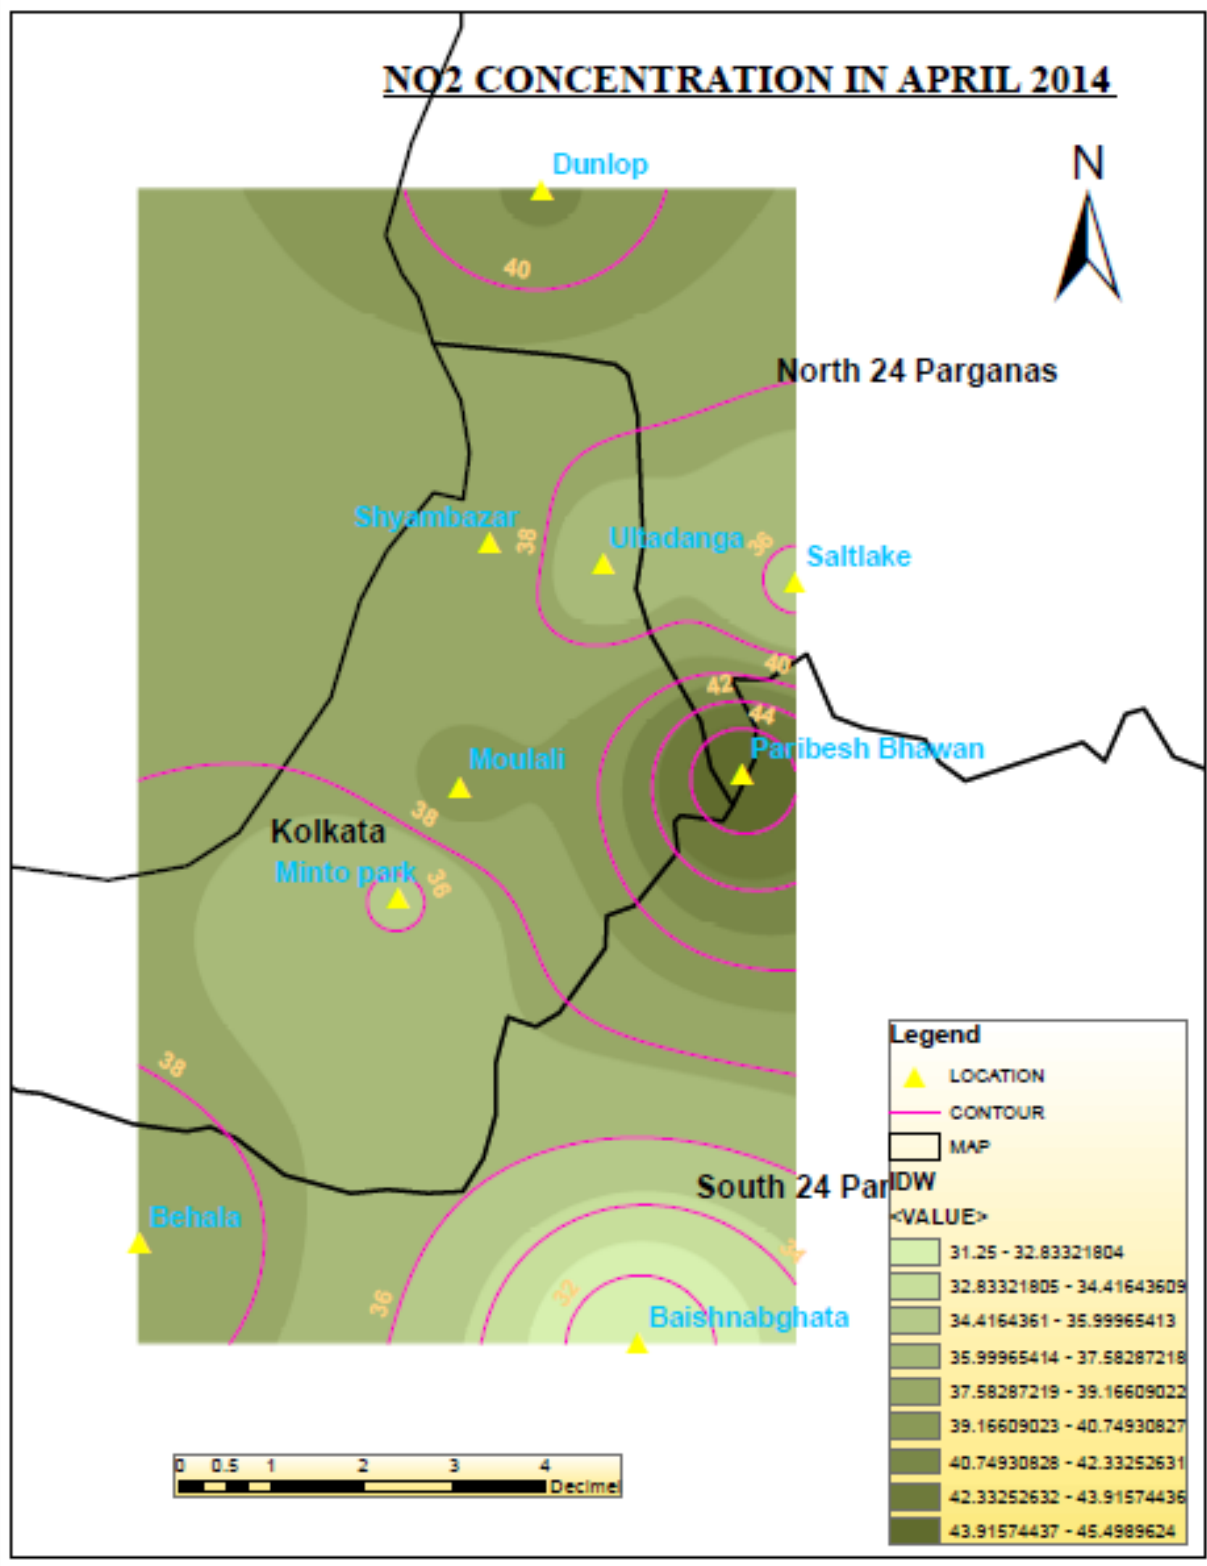 NO2 CONCENTRATION IN APRIL 2014
N
Dunlop
40
North 24 Parganas
Shyambazar
38
Ultadanga
36
Saltlake
40
42
44
Paribesh Bhawan
Moulali
38
Kolkata
Minto park
36
38
Behala
South 24 Par
34
36
32
Baishnabghata
Legend
LOCATION
CONTOUR
MAP
IDW
<VALUE>
31.25 - 32.83321804
32.83321805 - 34.41643609
34.4164361 - 35.99965413
35.99965414 - 37.58287218
37.58287219 - 39.16609022
39.16609023 - 40.74930827
40.74930828 - 42.33252631
42.33252632 - 43.91574436
43.91574437 - 45.4989624
0 0.5 1 2 3 4
Decimel